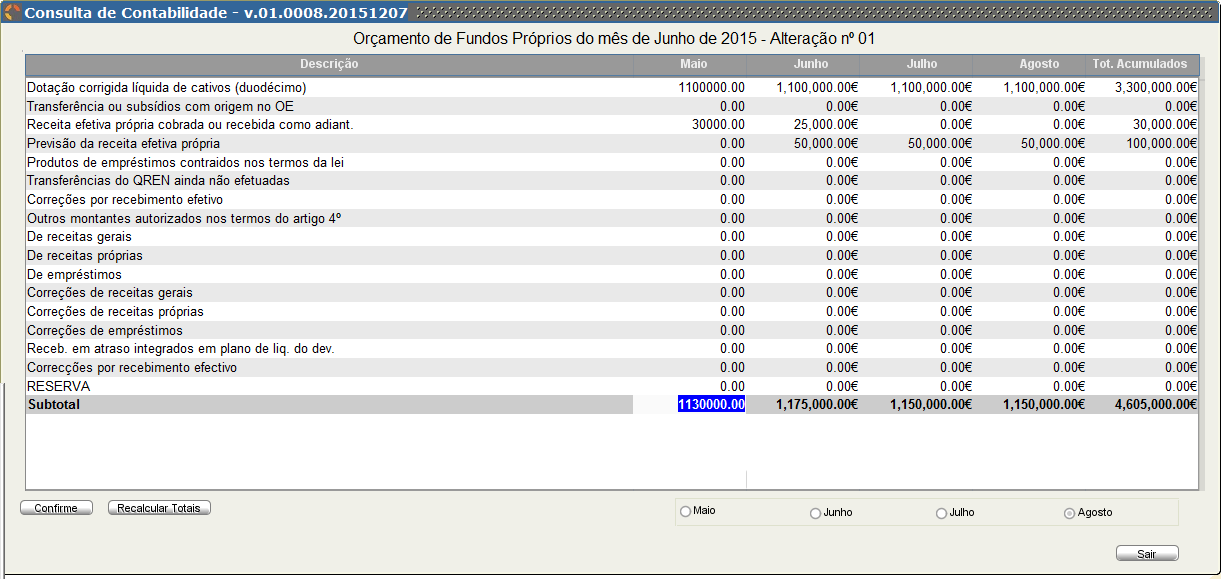 Consulta de Contabilidade - v.01.0008.20151207
Orçamento de Fundos Próprios do mês de Junho de 2015 - Alteração nº 01
Descrição Maio Junho Julho Agosto Tot. Acumulados
Dotação corrigida líquida de cativos (duodécimo) 1100000.00 1,100,000.00€ 1,100,000.00€ 1,100,000.00€ 3,300,000.00€
Transferência ou subsídios com origem no OE 0.00 0.00€ 0.00€ 0.00€ 0.00€
Receita efetiva própria cobrada ou recebida como adiant. 30000.00 25,000.00€ 0.00€ 0.00€ 30,000.00€
Previsão da receita efetiva própria 0.00 50,000.00€ 50,000.00€ 50,000.00€ 100,000.00€
Produtos de empréstimos contraidos nos termos da lei 0.00 0.00€ 0.00€ 0.00€ 0.00€
Transferências do QREN ainda não efetuadas 0.00 0.00€ 0.00€ 0.00€ 0.00€
Correções por recebimento efetivo 0.00 0.00€ 0.00€ 0.00€ 0.00€
Outros montantes autorizados nos termos do artigo 4º 0.00 0.00€ 0.00€ 0.00€ 0.00€
De receitas gerais 0.00 0.00€ 0.00€ 0.00€ 0.00€
De receitas próprias 0.00 0.00€ 0.00€ 0.00€ 0.00€
De empréstimos 0.00 0.00€ 0.00€ 0.00€ 0.00€
Correções de receitas gerais 0.00 0.00€ 0.00€ 0.00€ 0.00€
Correções de receitas próprias 0.00 0.00€ 0.00€ 0.00€ 0.00€
Correções de empréstimos 0.00 0.00€ 0.00€ 0.00€ 0.00€
Receb. em atraso integrados em plano de liq. do dev. 0.00 0.00€ 0.00€ 0.00€ 0.00€
Correcções por recebimento efectivo 0.00 0.00€ 0.00€ 0.00€ 0.00€
RESERVA 0.00 0.00€ 0.00€ 0.00€ 0.00€
Subtotal 1130000.00 1,175,000.00€ 1,150,000.00€ 1,150,000.00€ 4,605,000.00€
Confirme Recalcular Totais Maio Junho Julho Agosto
Sair